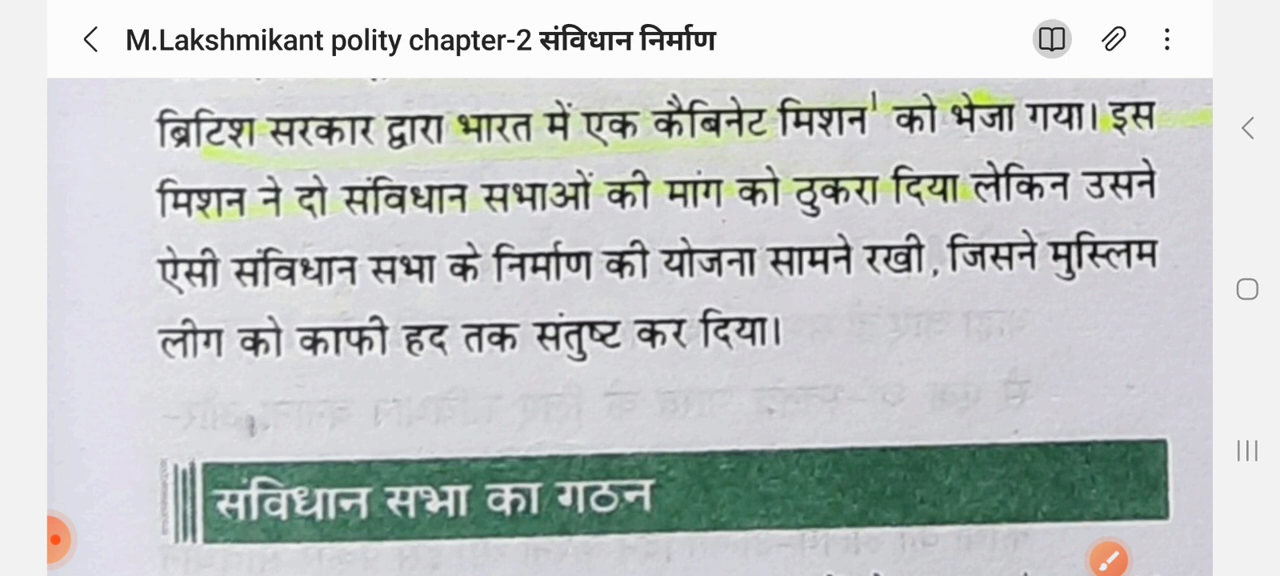 M.Lakshmikant polity chapter-2 संविधान निर्माण
ब्रिटिश सरकार द्वारा भारत में एक कैबिनेट मिशन¹ को भेजा गया। इस
मिशन ने दो संविधान सभाओं की मांग को ठुकरा दिया लेकिन उसने
ऐसी संविधान सभा के निर्माण की योजना सामने रखी, जिसने मुस्लिम
लीग को काफी हद तक संतुष्ट कर दिया।
संविधान सभा का गठन